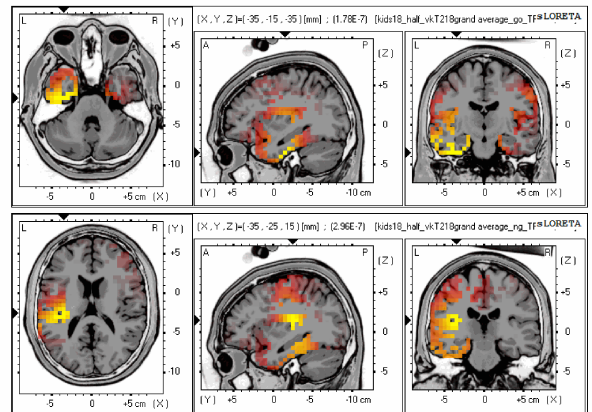 [X,Y,Z]=[-35,-15,-35] [mm] ; (1.78E-7) [kids18_half_vkT218grand average_go_TF sLORETA
L R (Y)
+5
0
-5
-10
-5 0 +5 cm (X)
A P (Z)
+5
0
-5
(Y) +5 0 -5 -10 cm
L R (Z)
+5
0
-5
-5 0 +5 cm (X)
[X,Y,Z]=[-35,-25,15] [mm] ; (2.96E-7) [kids18_half_vkT218grand average_ng_TF sLORETA
L R (Y)
+5
0
-5
-10
-5 0 +5 cm (X)
A P (Z)
+5
0
-5
(Y) +5 0 -5 -10 cm
L R (Z)
+5
0
-5
-5 0 +5 cm (X)